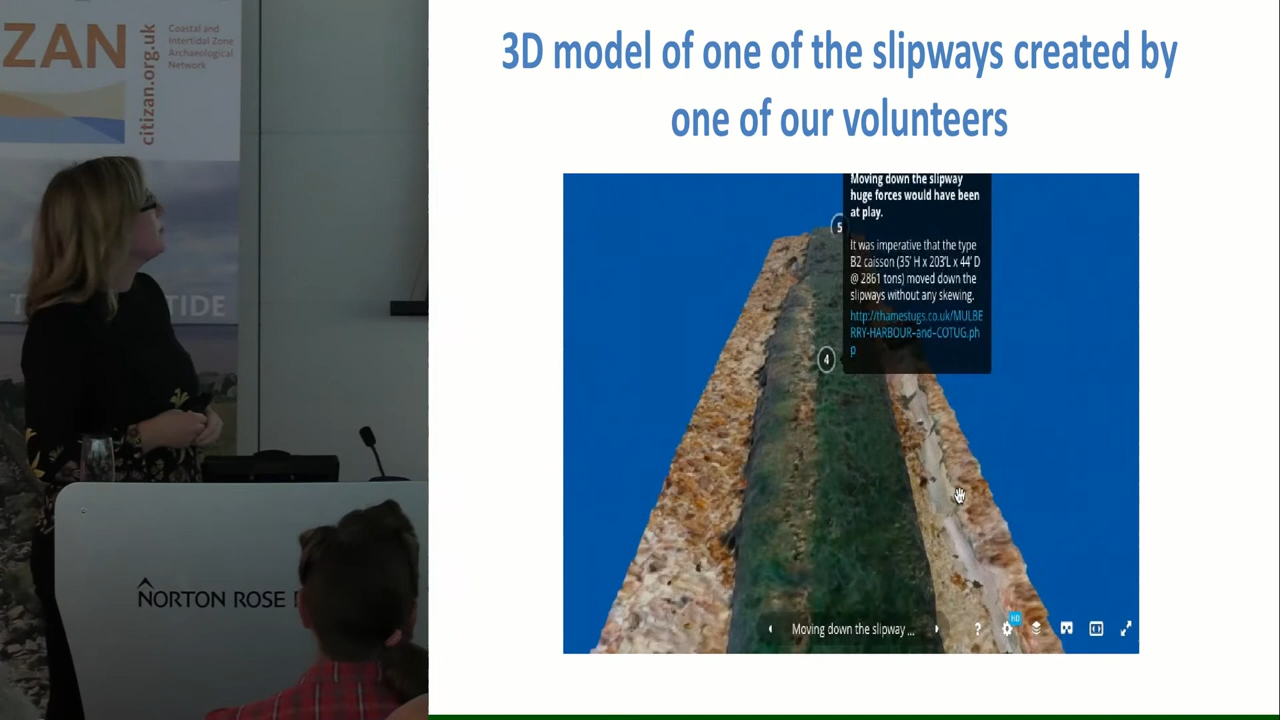 ZAN
citizan.org.uk
Coastal and
Intertidal Zone
Archaeological
Network
TIDE
NORTON ROSE
3D model of one of the slipways created by
one of our volunteers
Moving down the slipway
huge forces would have been
at play.
5
It was imperative that the type
B2 caisson (35' H x 203'L x 44' D
@ 2861 tons) moved down the
slipways without any skewing.
http://thamestugs.co.uk/MULBE
RRY-HARBOUR-and-COTUG.ph
p
4
Moving down the slipway ...
?
HD